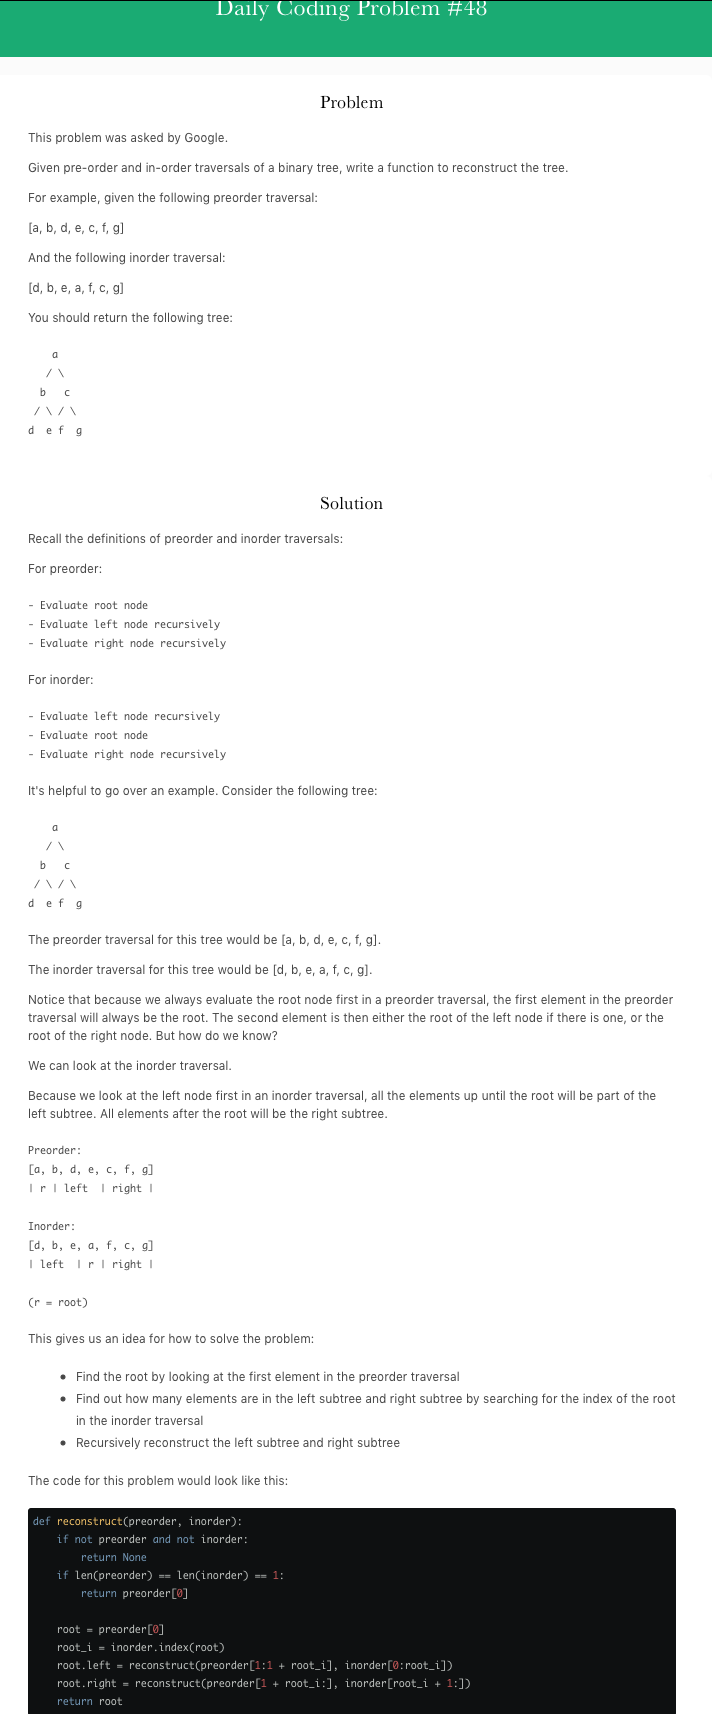 Daily Coding Problem #48
Problem
This problem was asked by Google.
Given pre-order and in-order traversals of a binary tree, write a function to reconstruct the tree.
For example, given the following preorder traversal:
[a, b, d, e, c, f, g]
And the following inorder traversal:
[d, b, e, a, f, c, g]
You should return the following tree:
    a
   / \
  b   c
 / \ / \
d  e f  g
Solution
Recall the definitions of preorder and inorder traversals:
For preorder:
- Evaluate root node
- Evaluate left node recursively
- Evaluate right node recursively
For inorder:
- Evaluate left node recursively
- Evaluate root node
- Evaluate right node recursively
It's helpful to go over an example. Consider the following tree:
    a
   / \
  b   c
 / \ / \
d  e f  g
The preorder traversal for this tree would be [a, b, d, e, c, f, g].
The inorder traversal for this tree would be [d, b, e, a, f, c, g].
Notice that because we always evaluate the root node first in a preorder traversal, the first element in the preorder
traversal will always be the root. The second element is then either the root of the left node if there is one, or the
root of the right node. But how do we know?
We can look at the inorder traversal.
Because we look at the left node first in an inorder traversal, all the elements up until the root will be part of the
left subtree. All elements after the root will be the right subtree.
Preorder:
[a, b, d, e, c, f, g]
| r | left  | right |
Inorder:
[d, b, e, a, f, c, g]
| left  | r | right |
(r = root)
This gives us an idea for how to solve the problem:
• Find the root by looking at the first element in the preorder traversal
• Find out how many elements are in the left subtree and right subtree by searching for the index of the root
in the inorder traversal
• Recursively reconstruct the left subtree and right subtree
The code for this problem would look like this:
def reconstruct(preorder, inorder):
    if not preorder and not inorder:
        return None
    if len(preorder) == len(inorder) == 1:
        return preorder[0]
    root = preorder[0]
    root_i = inorder.index(root)
    root.left = reconstruct(preorder[1:1 + root_i], inorder[0:root_i])
    root.right = reconstruct(preorder[1 + root_i:], inorder[root_i + 1:])
    return root